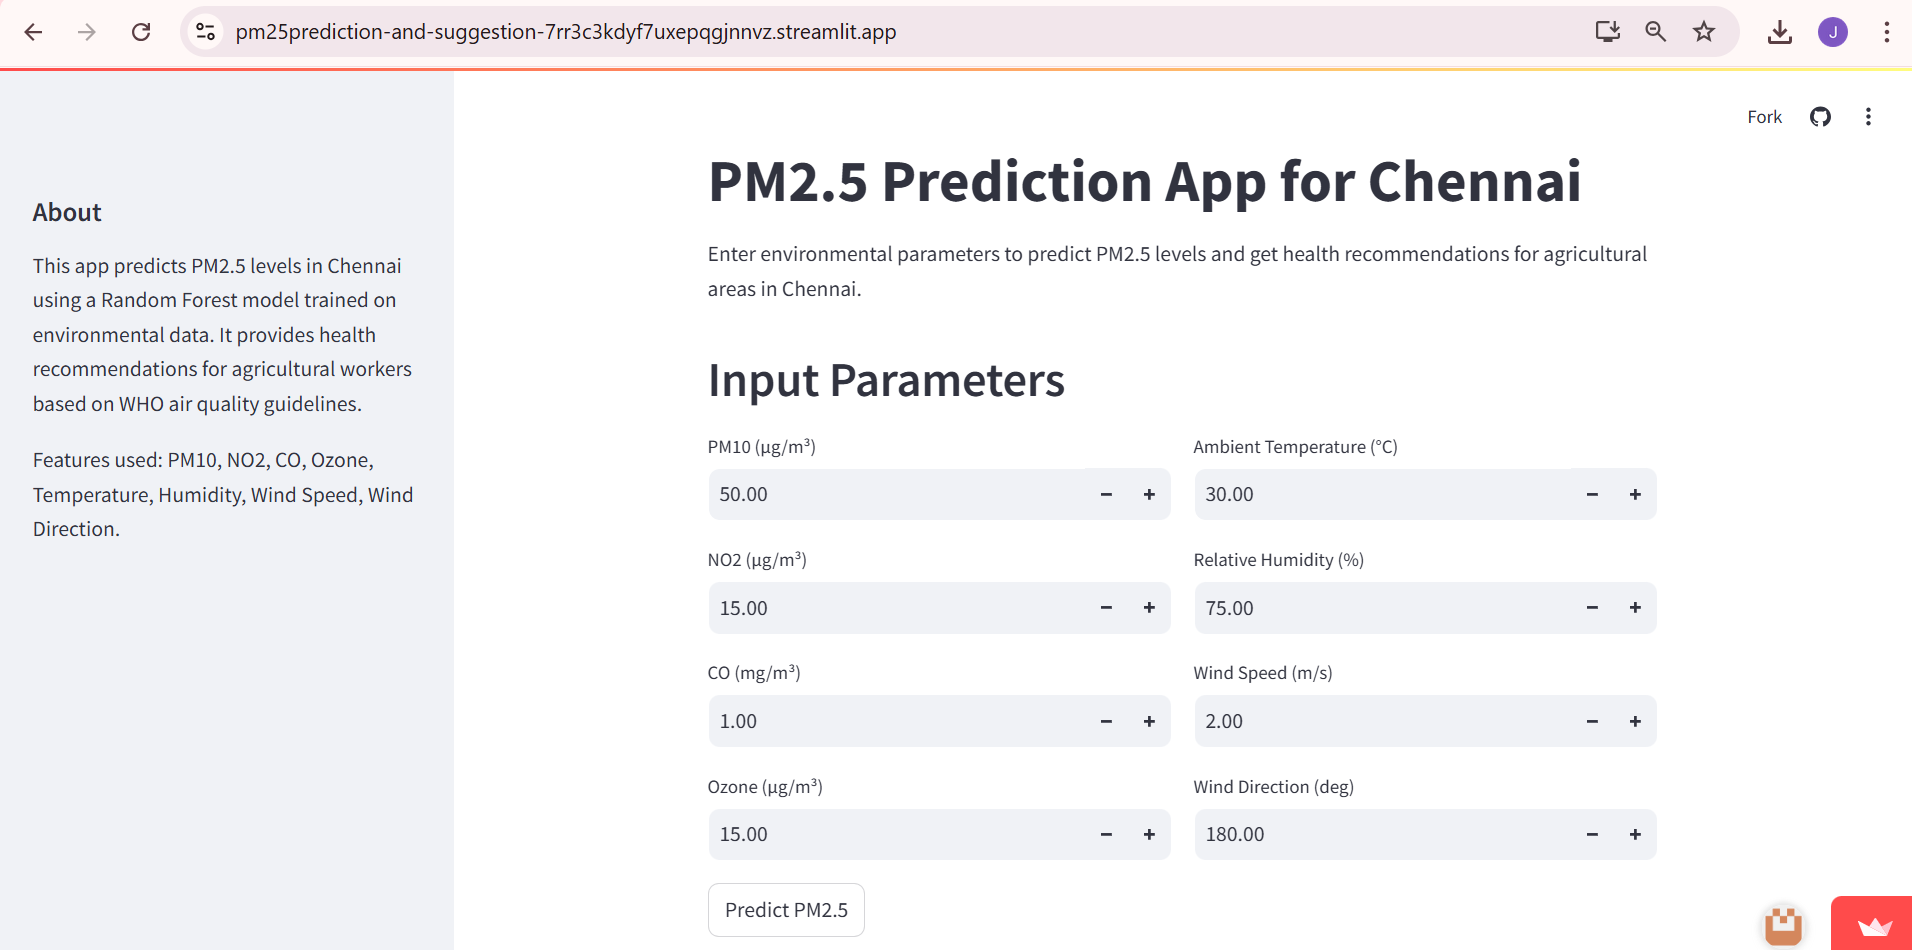 pm25prediction-and-suggestion-7rr3c3kdyf7uxepqgjnnvz.streamlit.app
J
Fork
About
This app predicts PM2.5 levels in Chennai
using a Random Forest model trained on
environmental data. It provides health
recommendations for agricultural workers
based on WHO air quality guidelines.
Features used: PM10, NO2, CO, Ozone,
Temperature, Humidity, Wind Speed, Wind
Direction.
PM2.5 Prediction App for Chennai
Enter environmental parameters to predict PM2.5 levels and get health recommendations for agricultural
areas in Chennai.
Input Parameters
PM10 (µg/m³)
50.00
Ambient Temperature (°C)
30.00
NO2 (µg/m³)
15.00
Relative Humidity (%)
75.00
CO (mg/m³)
1.00
Wind Speed (m/s)
2.00
Ozone (µg/m³)
15.00
Wind Direction (deg)
180.00
Predict PM2.5